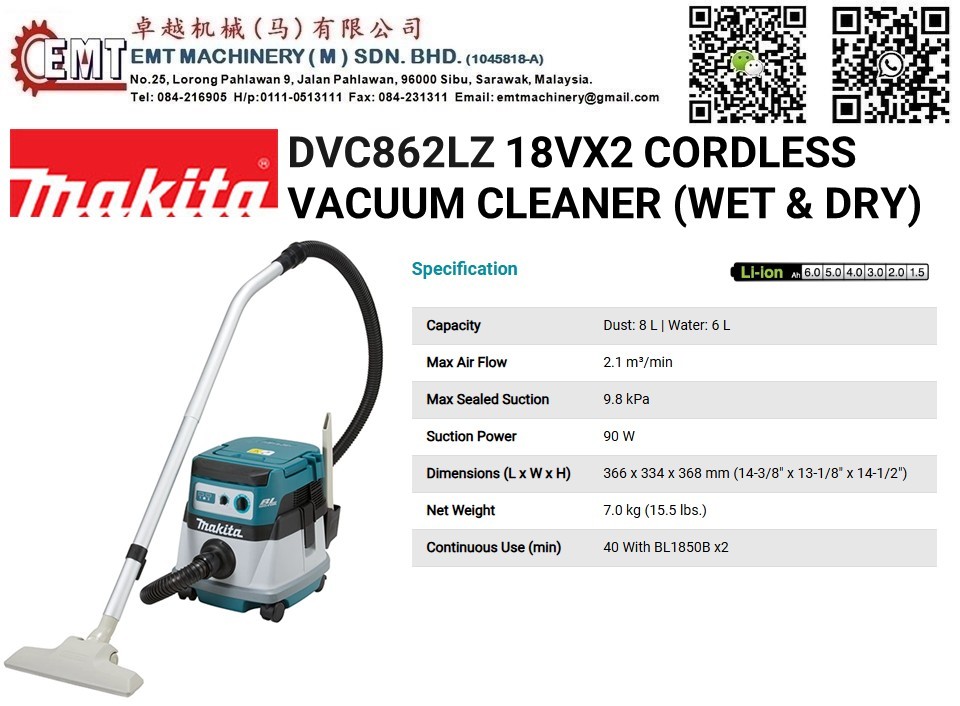 EMT
卓越机械(马)有限公司
EMT MACHINERY ( M ) SDN. BHD. (1045818-A)
No.25, Lorong Pahlawan 9, Jalan Pahlawan, 96000 Sibu, Sarawak, Malaysia.
Tel: 084-216905 H/p:0111-0513111 Fax: 084-231311 Email: emtmachinery@gmail.com
makita®
DVC862LZ 18VX2 CORDLESS
VACUUM CLEANER (WET & DRY)
Specification
Li-ion Ah 6.0 5.0 4.0 3.0 2.0 1.5
Capacity Dust: 8 L | Water: 6 L
Max Air Flow 2.1 m³/min
Max Sealed Suction 9.8 kPa
Suction Power 90 W
Dimensions (L x W x H) 366 x 334 x 368 mm (14-3/8" x 13-1/8" x 14-1/2")
Net Weight 7.0 kg (15.5 lbs.)
Continuous Use (min) 40 With BL1850B x2
BL
makita